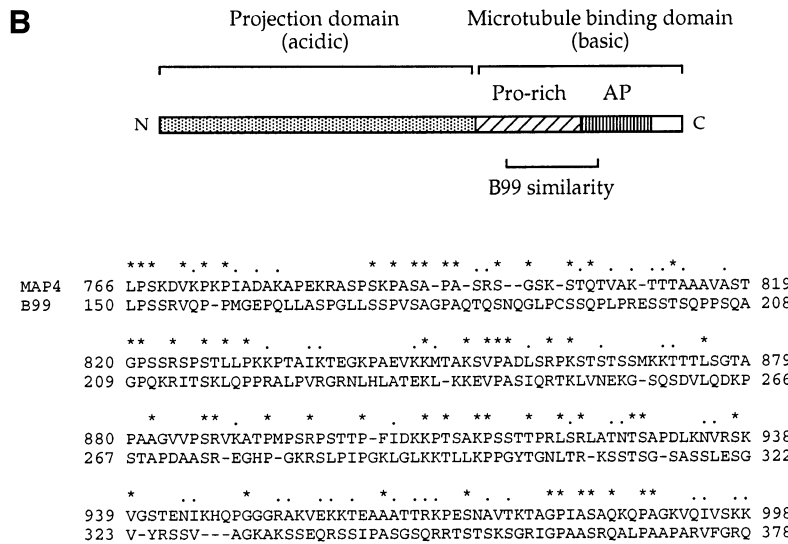 B
Projection domain
(acidic)
Microtubule binding domain
(basic)
Pro-rich AP
N C
B99 similarity
*** *.*.* . . . * * ** ** .. * *. . . . *. .
MAP4 766 LPSKDVKPKPIADAKAPEKRASPSKPASA-PA-SRS--GSK-STQTVAK-TTTAAAVAST 819
B99 150 LPSSRVQP-PMGEPQLLASPGLLSSPVSAGPAQTQSNQGLPCSSQPLPRESSTSQPPSQA 208
** * * * * . .. *. * *** * * . . . . *
820 GPSSRSPSTLLPKKPTAIKTEGKPAEVKKMTAKSVPADLSRPKSTSTSSMKKTTTLSGTA 879
209 GPQKRITSKLQPPRALPVRGRNLHLATEKL-KKEVPASIQRTKLVNEKG-SQSDVLQDKP 266
* **. * * * . * * ** * *.* . ** .. *
880 PAAGVVPSRVKATPMPSRPSTTP-FIDKKPTSAKPSSTTPRLSRLATNTSAPDLKNVRSK 938
267 STAPDAASR-EGHP-GKRSLPIPGKLGLKKTLLKPPGYTGNLTR-KSSTSG-SASSLESG 322
* .. * .. .. *. ... * . . ** **.* ** .. ..
939 VGSTENIKHQPGGGRAKVEKKTEAAATTRKPESNAVTKTAGPIASAQKQPAGKVQIVSKK 998
323 V-YRSSV---AGKAKSSEQRSSIPASGSQRRTSTSKSGRIGPAASRQALPAAPARVFGRQ 378